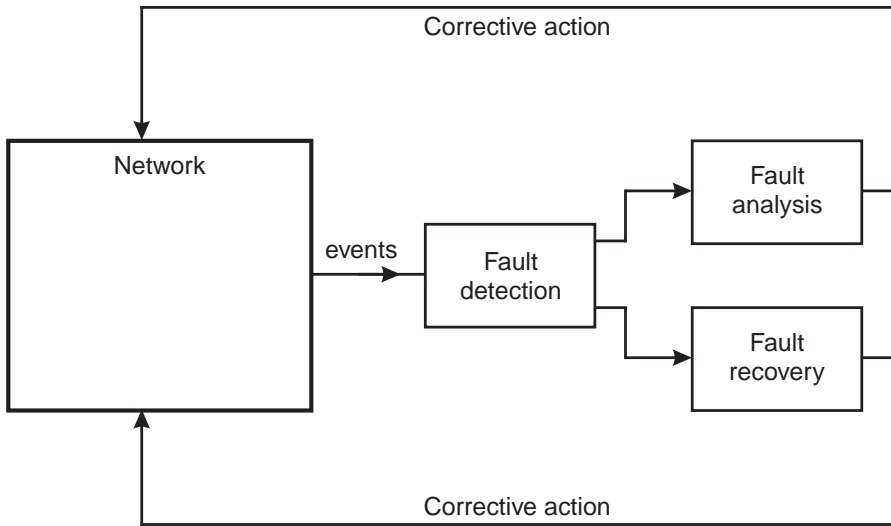 Corrective action
Network
events
Fault
detection
Fault
analysis
Fault
recovery
Corrective action